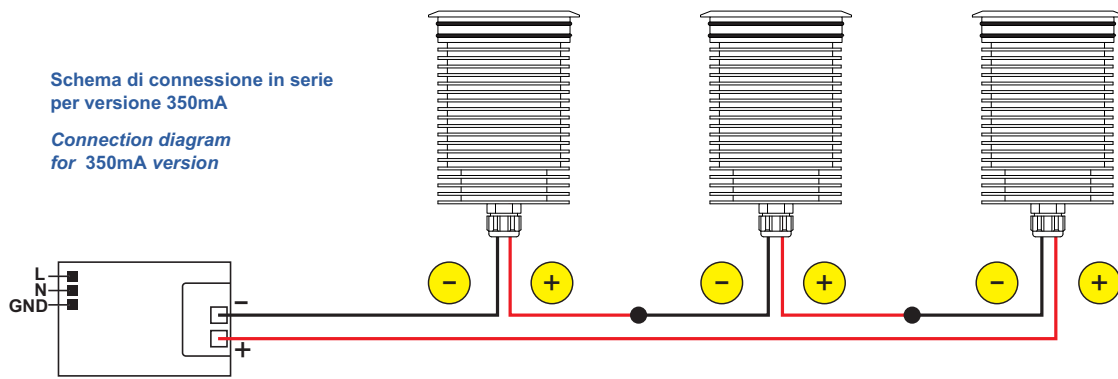 Schema di connessione in serie
per versione 350mA
Connection diagram
for 350mA version
L
N
GND
-
+
- +
- +
- +